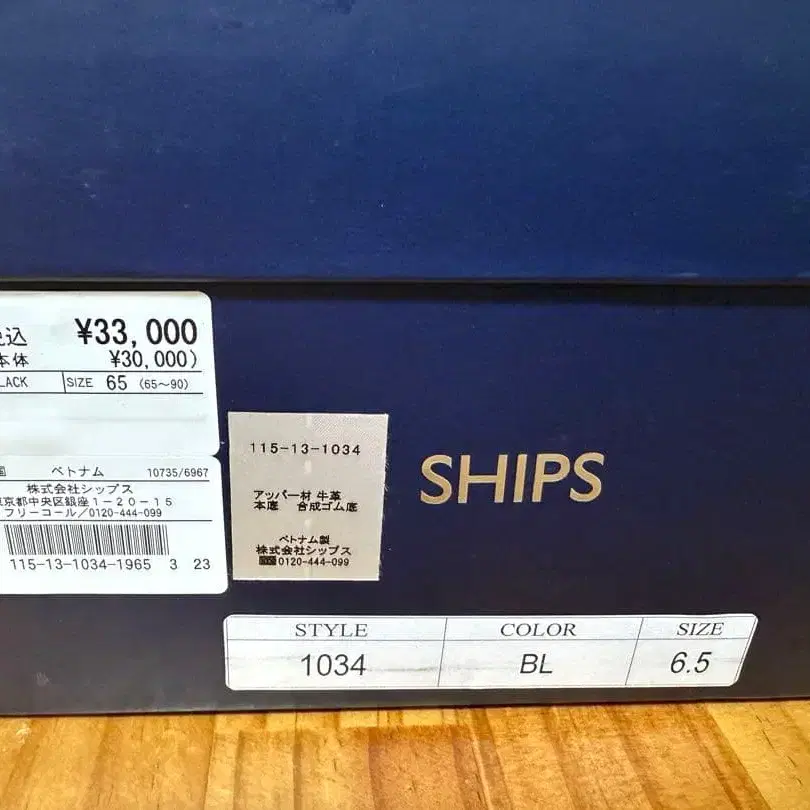 税込 ¥33,000
本体 ¥30,000)
LACK SIZE 65 (65～90)
国 ベトナム 10735/6967
株式会社シップス
東京都中央区銀座1-20-15
フリーコール／0120-444-099
115-13-1034-1965 3 23
115-13-1034
アッパー材 牛革
本底 合成ゴム底
ベトナム製
株式会社シップス
0120-444-099
SHIPS
STYLE COLOR SIZE
1034 BL 6.5